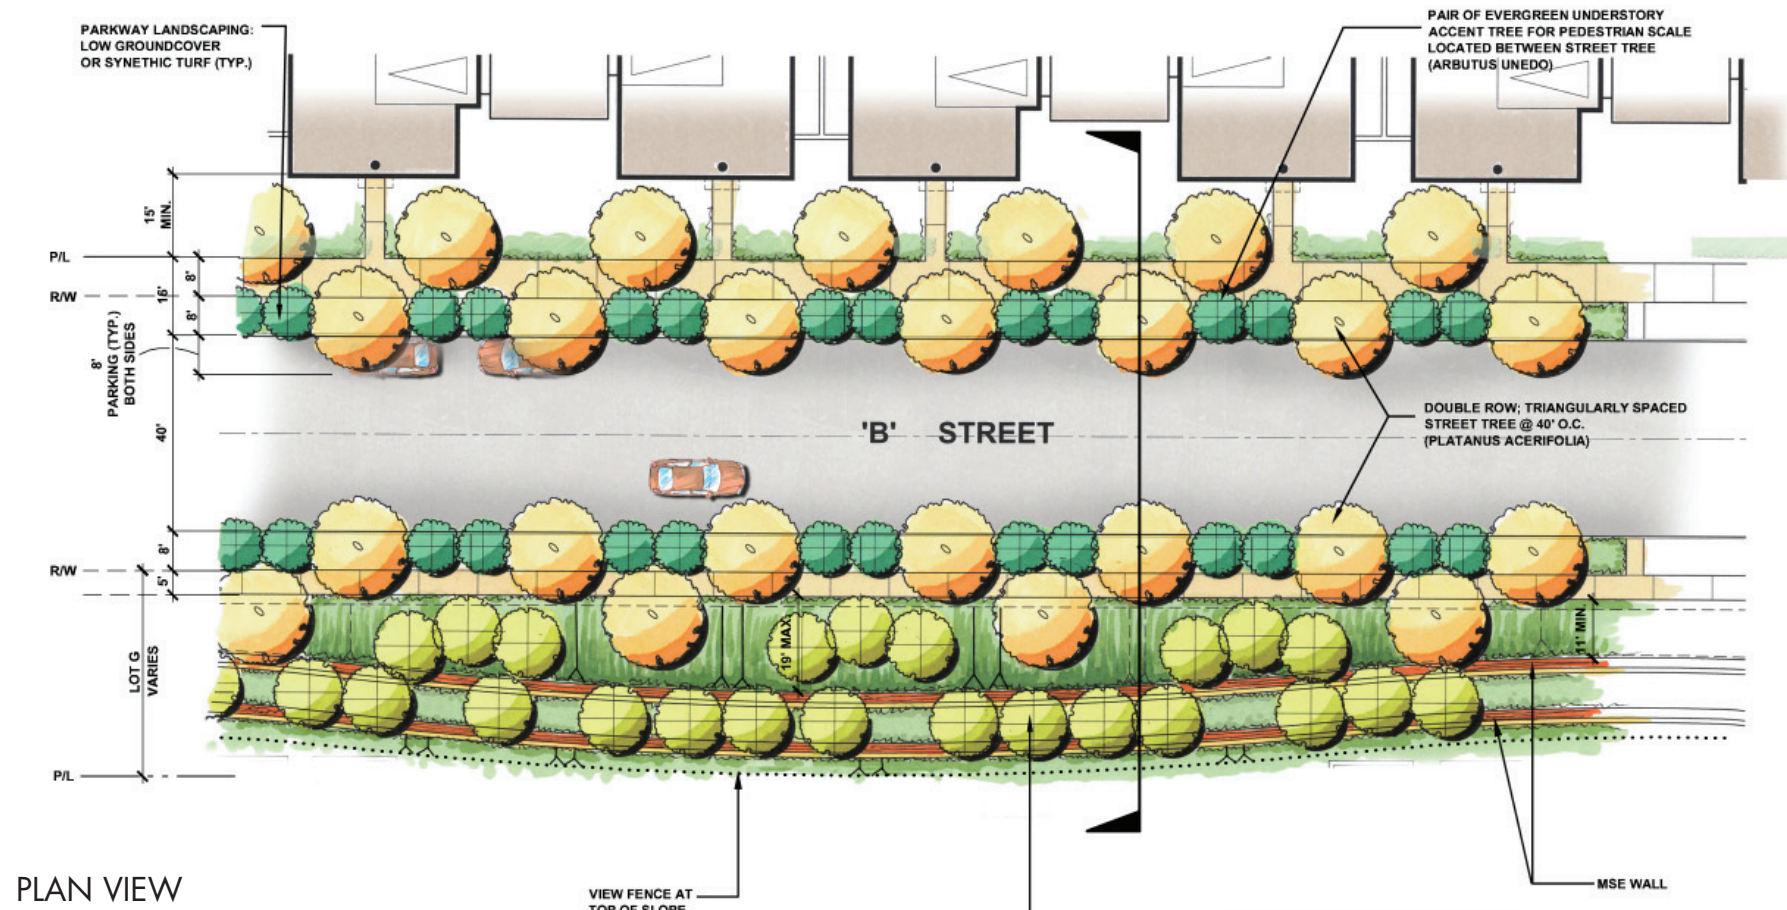 PARKWAY LANDSCAPING:
LOW GROUNDCOVER
OR SYNETHIC TURF (TYP.)
PAIR OF EVERGREEN UNDERSTORY
ACCENT TREE FOR PEDESTRIAN SCALE
LOCATED BETWEEN STREET TREE
(ARBUTUS UNEDO)
15'
MIN.
P/L
8'
16'
R/W
8'
8'
PARKING (TYP.)
BOTH SIDES
40'
'B' STREET
DOUBLE ROW; TRIANGULARLY SPACED
STREET TREE @ 40' O.C.
(PLATANUS ACERIFOLIA)
8'
R/W
5'
19' MAX.
11' MIN.
LOT G
VARIES
P/L
MSE WALL
PLAN VIEW
VIEW FENCE AT
TOP OF SLOPE